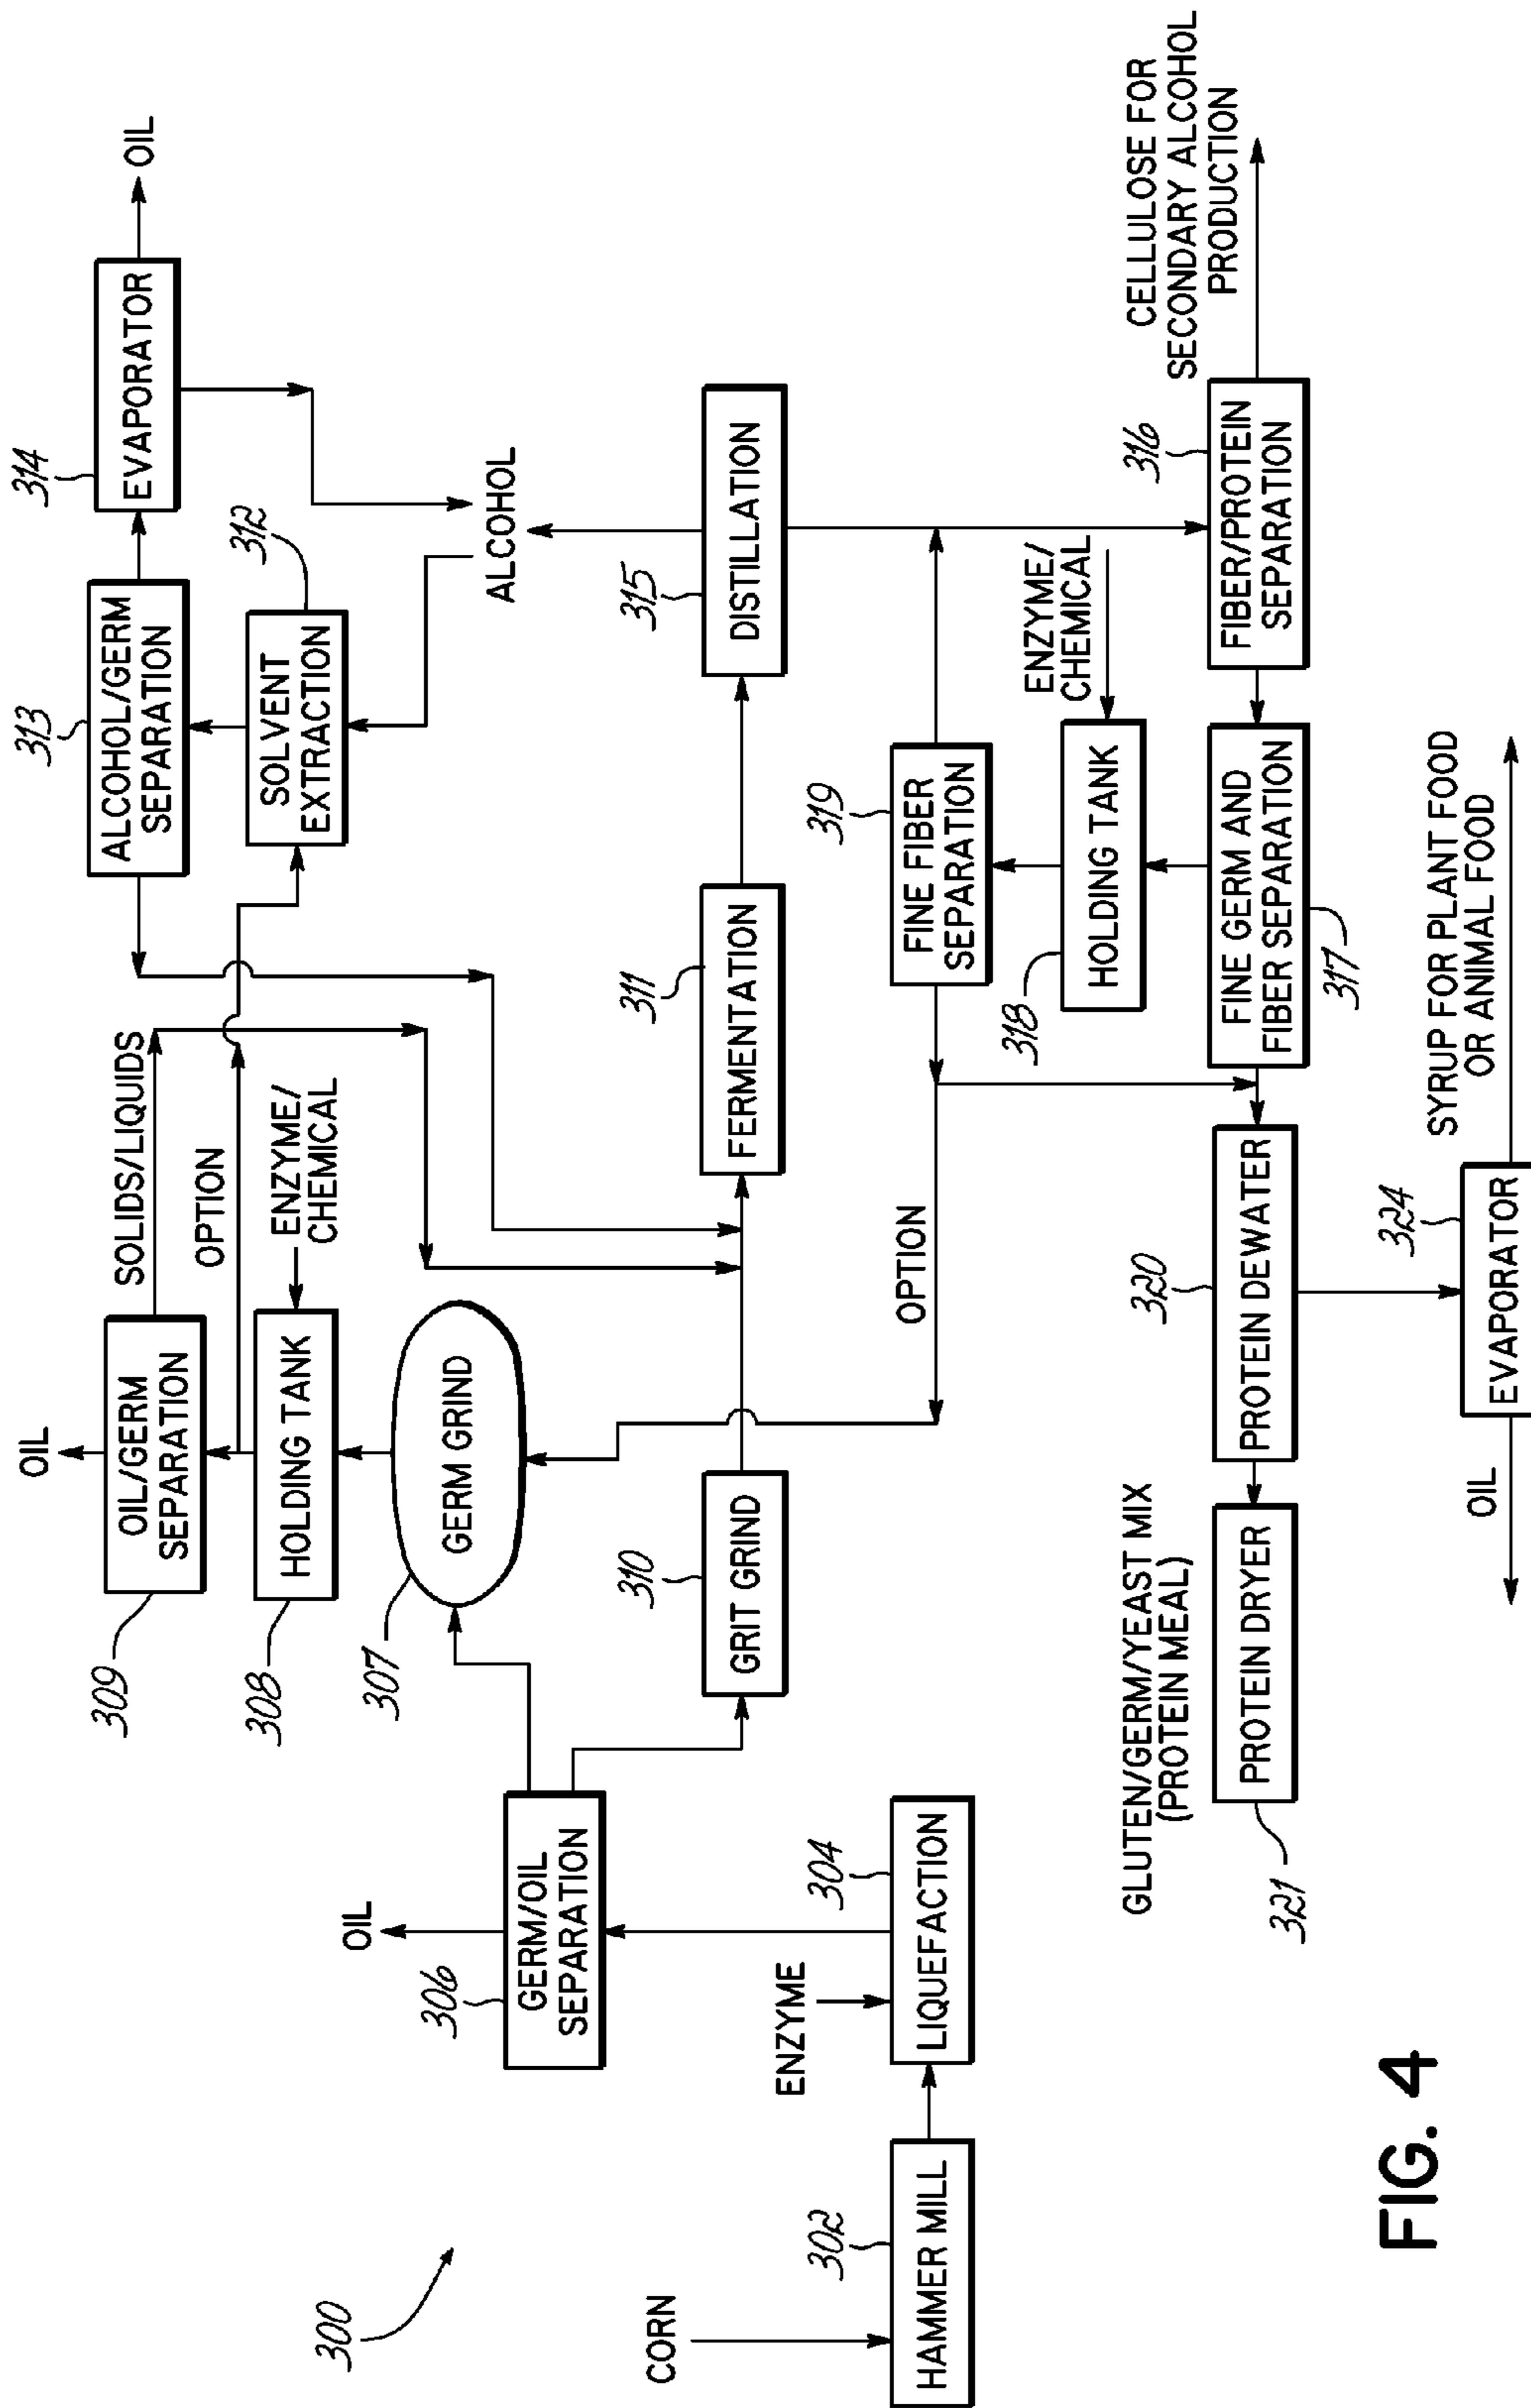 300
CORN
HAMMER MILL
302
ENZYME
LIQUEFACTION
304
OIL
306
GERM/OIL
SEPARATION
307
GERM GRIND
310
GRIT GRIND
308
HOLDING TANK
ENZYME/
CHEMICAL
OPTION
309
OIL/GERM
SEPARATION
OIL
SOLIDS/LIQUIDS
311
FERMENTATION
313
ALCOHOL/GERM
SEPARATION
312
SOLVENT
EXTRACTION
314
EVAPORATOR
OIL
ALCOHOL
315
DISTILLATION
316
FIBER/PROTEIN
SEPARATION
CELLULOSE FOR
SECONDARY ALCOHOL
PRODUCTION
317
FINE GERM AND
FIBER SEPARATION
318
HOLDING TANK
ENZYME/
CHEMICAL
319
FINE FIBER
SEPARATION
OPTION
320
PROTEIN DEWATER
321
PROTEIN DRYER
GLUTEN/GERM/YEAST MIX
(PROTEIN MEAL)
324
EVAPORATOR
OIL
SYRUP FOR PLANT FOOD
OR ANIMAL FOOD
FIG. 4